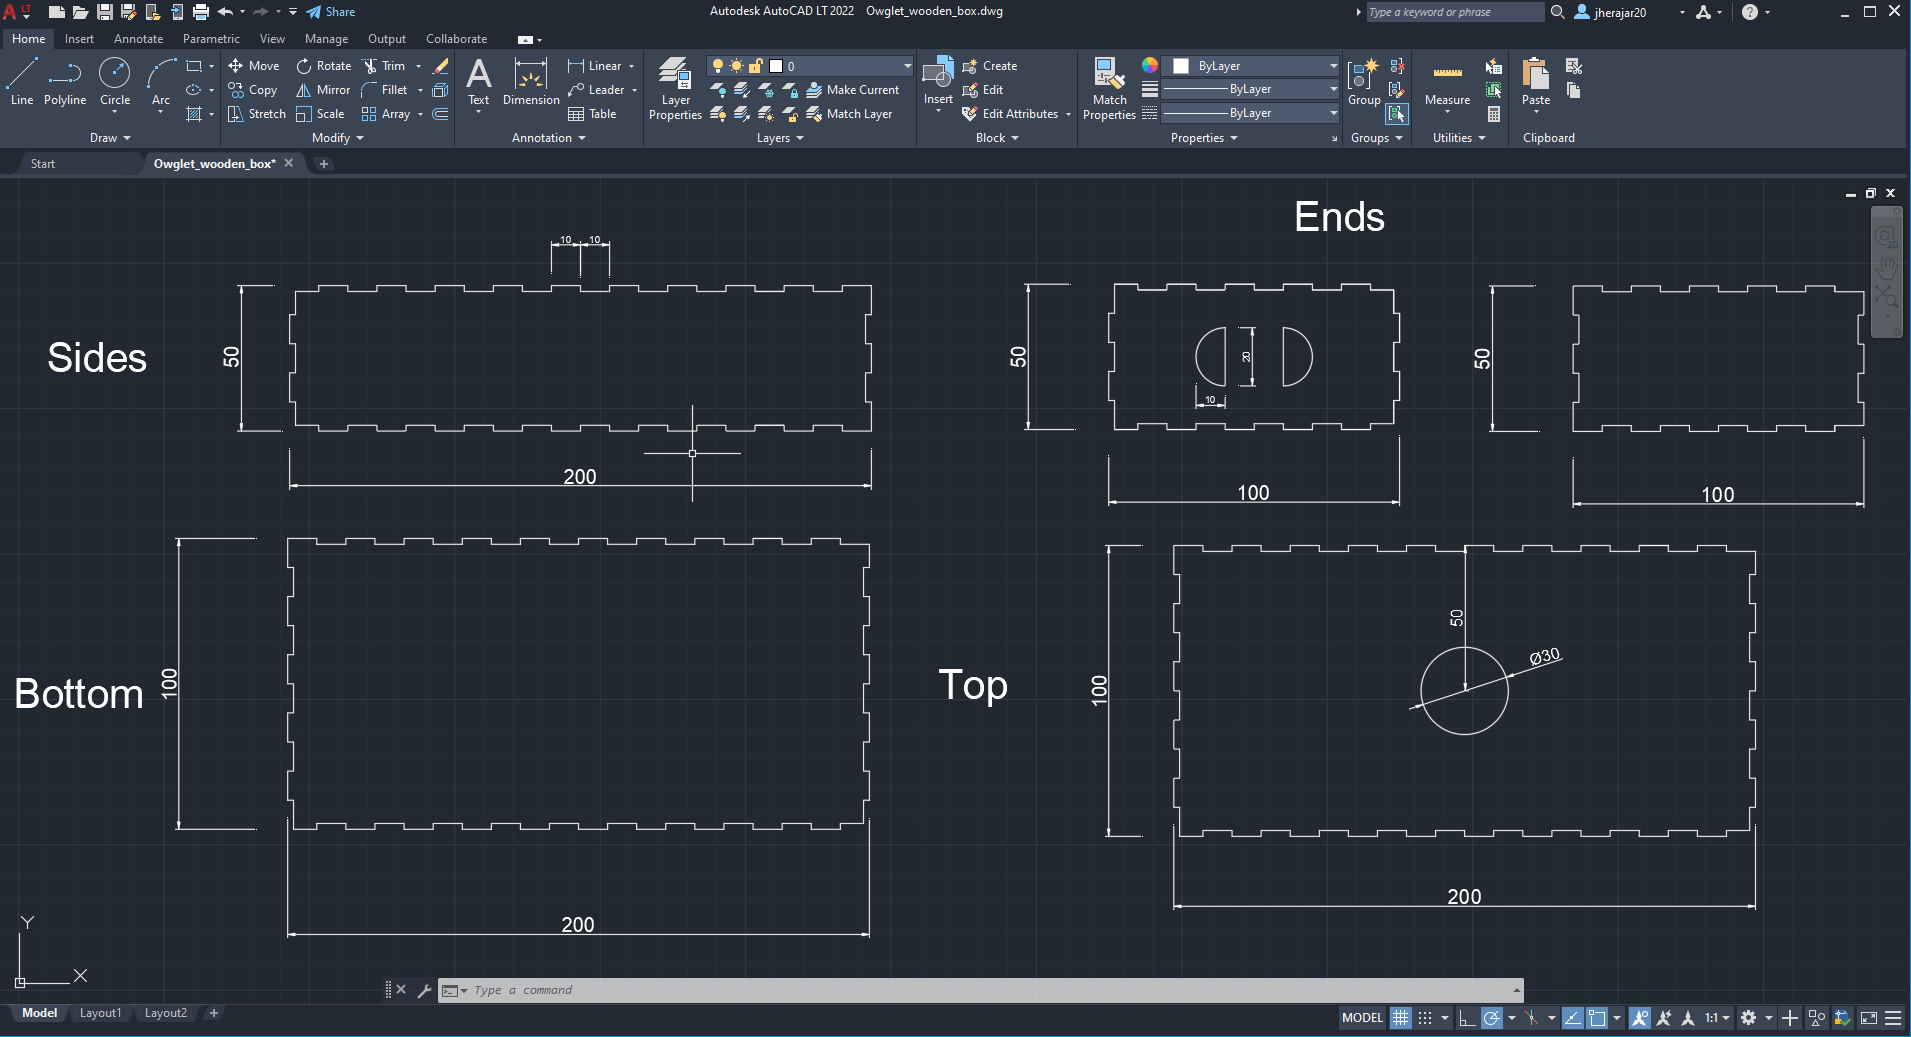 LT
Share
Autodesk AutoCAD LT 2022 Owglet_wooden_box.dwg
Type a keyword or phrase
jherajar20
Home Insert Annotate Parametric View Manage Output Collaborate
Line
Polyline
Circle
Arc
Draw
Move
Rotate
Trim
Copy
Mirror
Fillet
Stretch
Scale
Array
Modify
Text
Dimension
Linear
Leader
Table
Annotation
Layer
Properties
0
Make Current
Match Layer
Layers
Insert
Create
Edit
Edit Attributes
Block
Match
Properties
ByLayer
ByLayer
ByLayer
Properties
Group
Groups
Measure
Utilities
Paste
Clipboard
Start
Owglet_wooden_box*
Ends
10 10
Sides
50
200
50
20
10
100
50
100
Bottom
100
200
Top
100
50
Ø30
200
Y
X
Type a command
Model Layout1 Layout2
MODEL
1:1